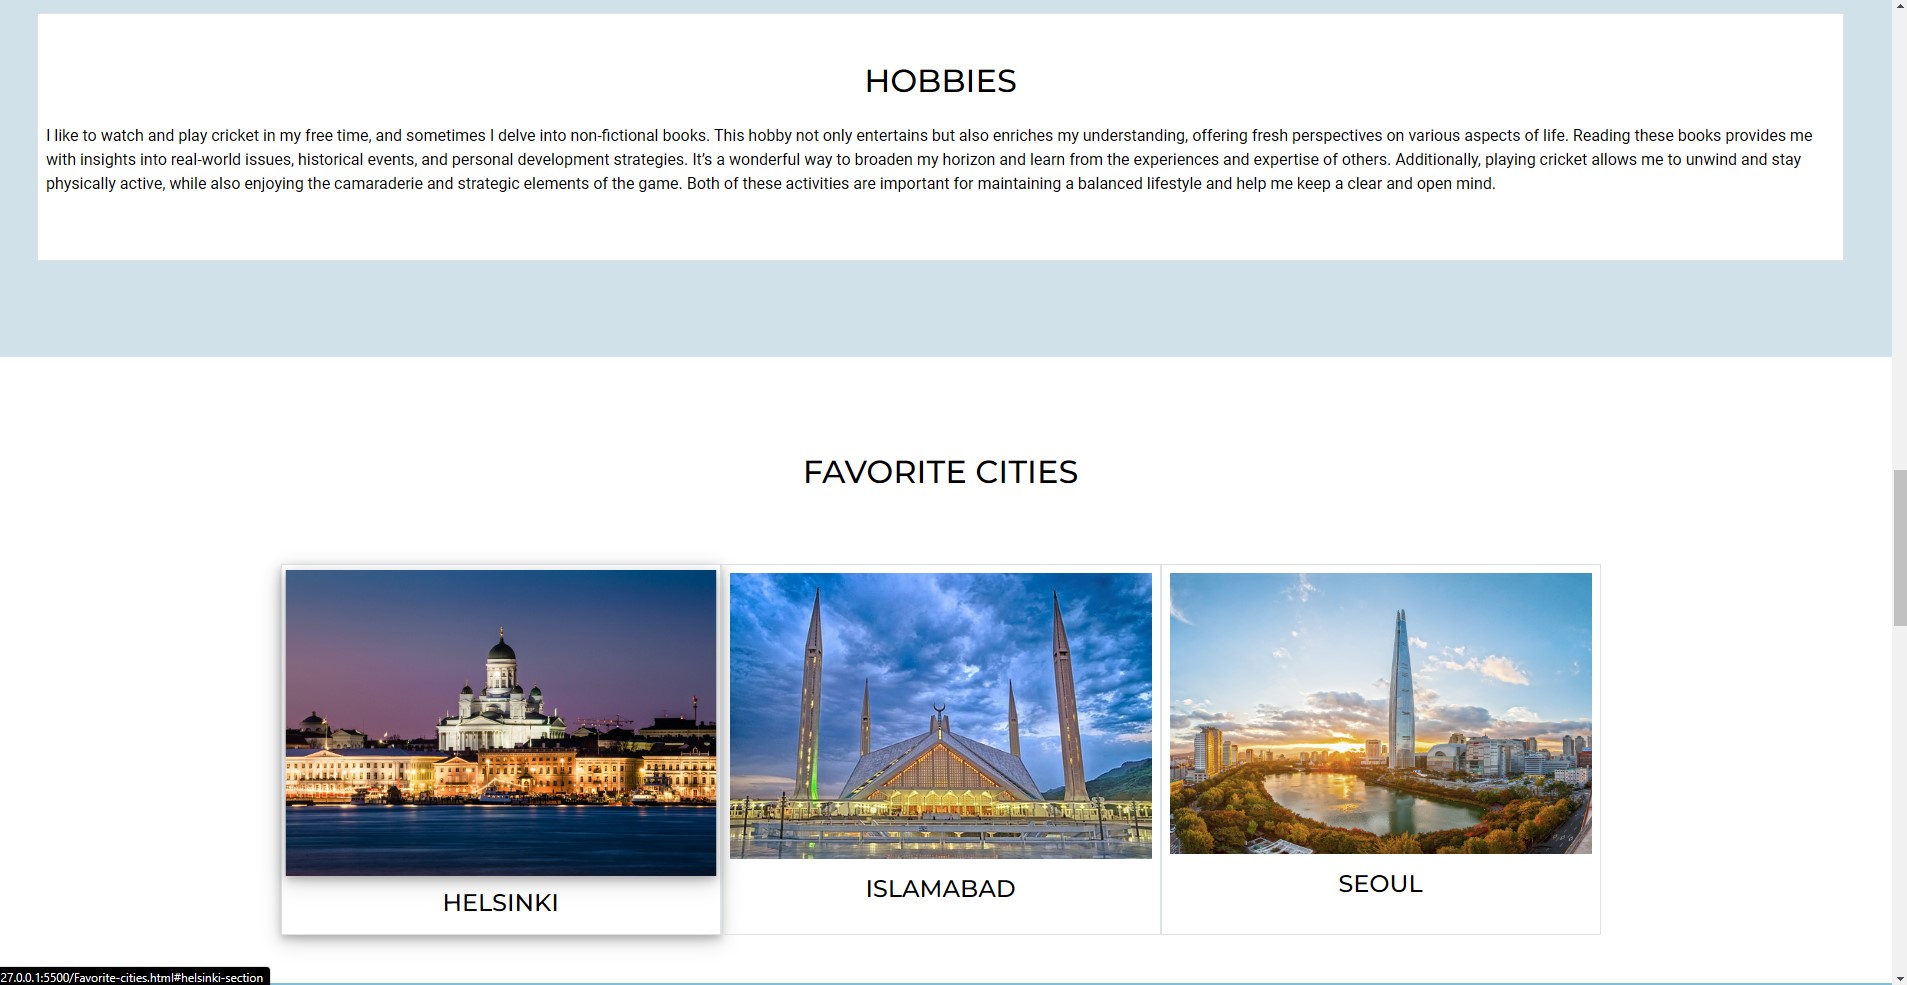 HOBBIES
I like to watch and play cricket in my free time, and sometimes I delve into non-fictional books. This hobby not only entertains but also enriches my understanding, offering fresh perspectives on various aspects of life. Reading these books provides me
with insights into real-world issues, historical events, and personal development strategies. It’s a wonderful way to broaden my horizon and learn from the experiences and expertise of others. Additionally, playing cricket allows me to unwind and stay
physically active, while also enjoying the camaraderie and strategic elements of the game. Both of these activities are important for maintaining a balanced lifestyle and help me keep a clear and open mind.
FAVORITE CITIES
HELSINKI
ISLAMABAD
SEOUL
27.0.0.1:5500/Favorite-cities.html#helsinki-section